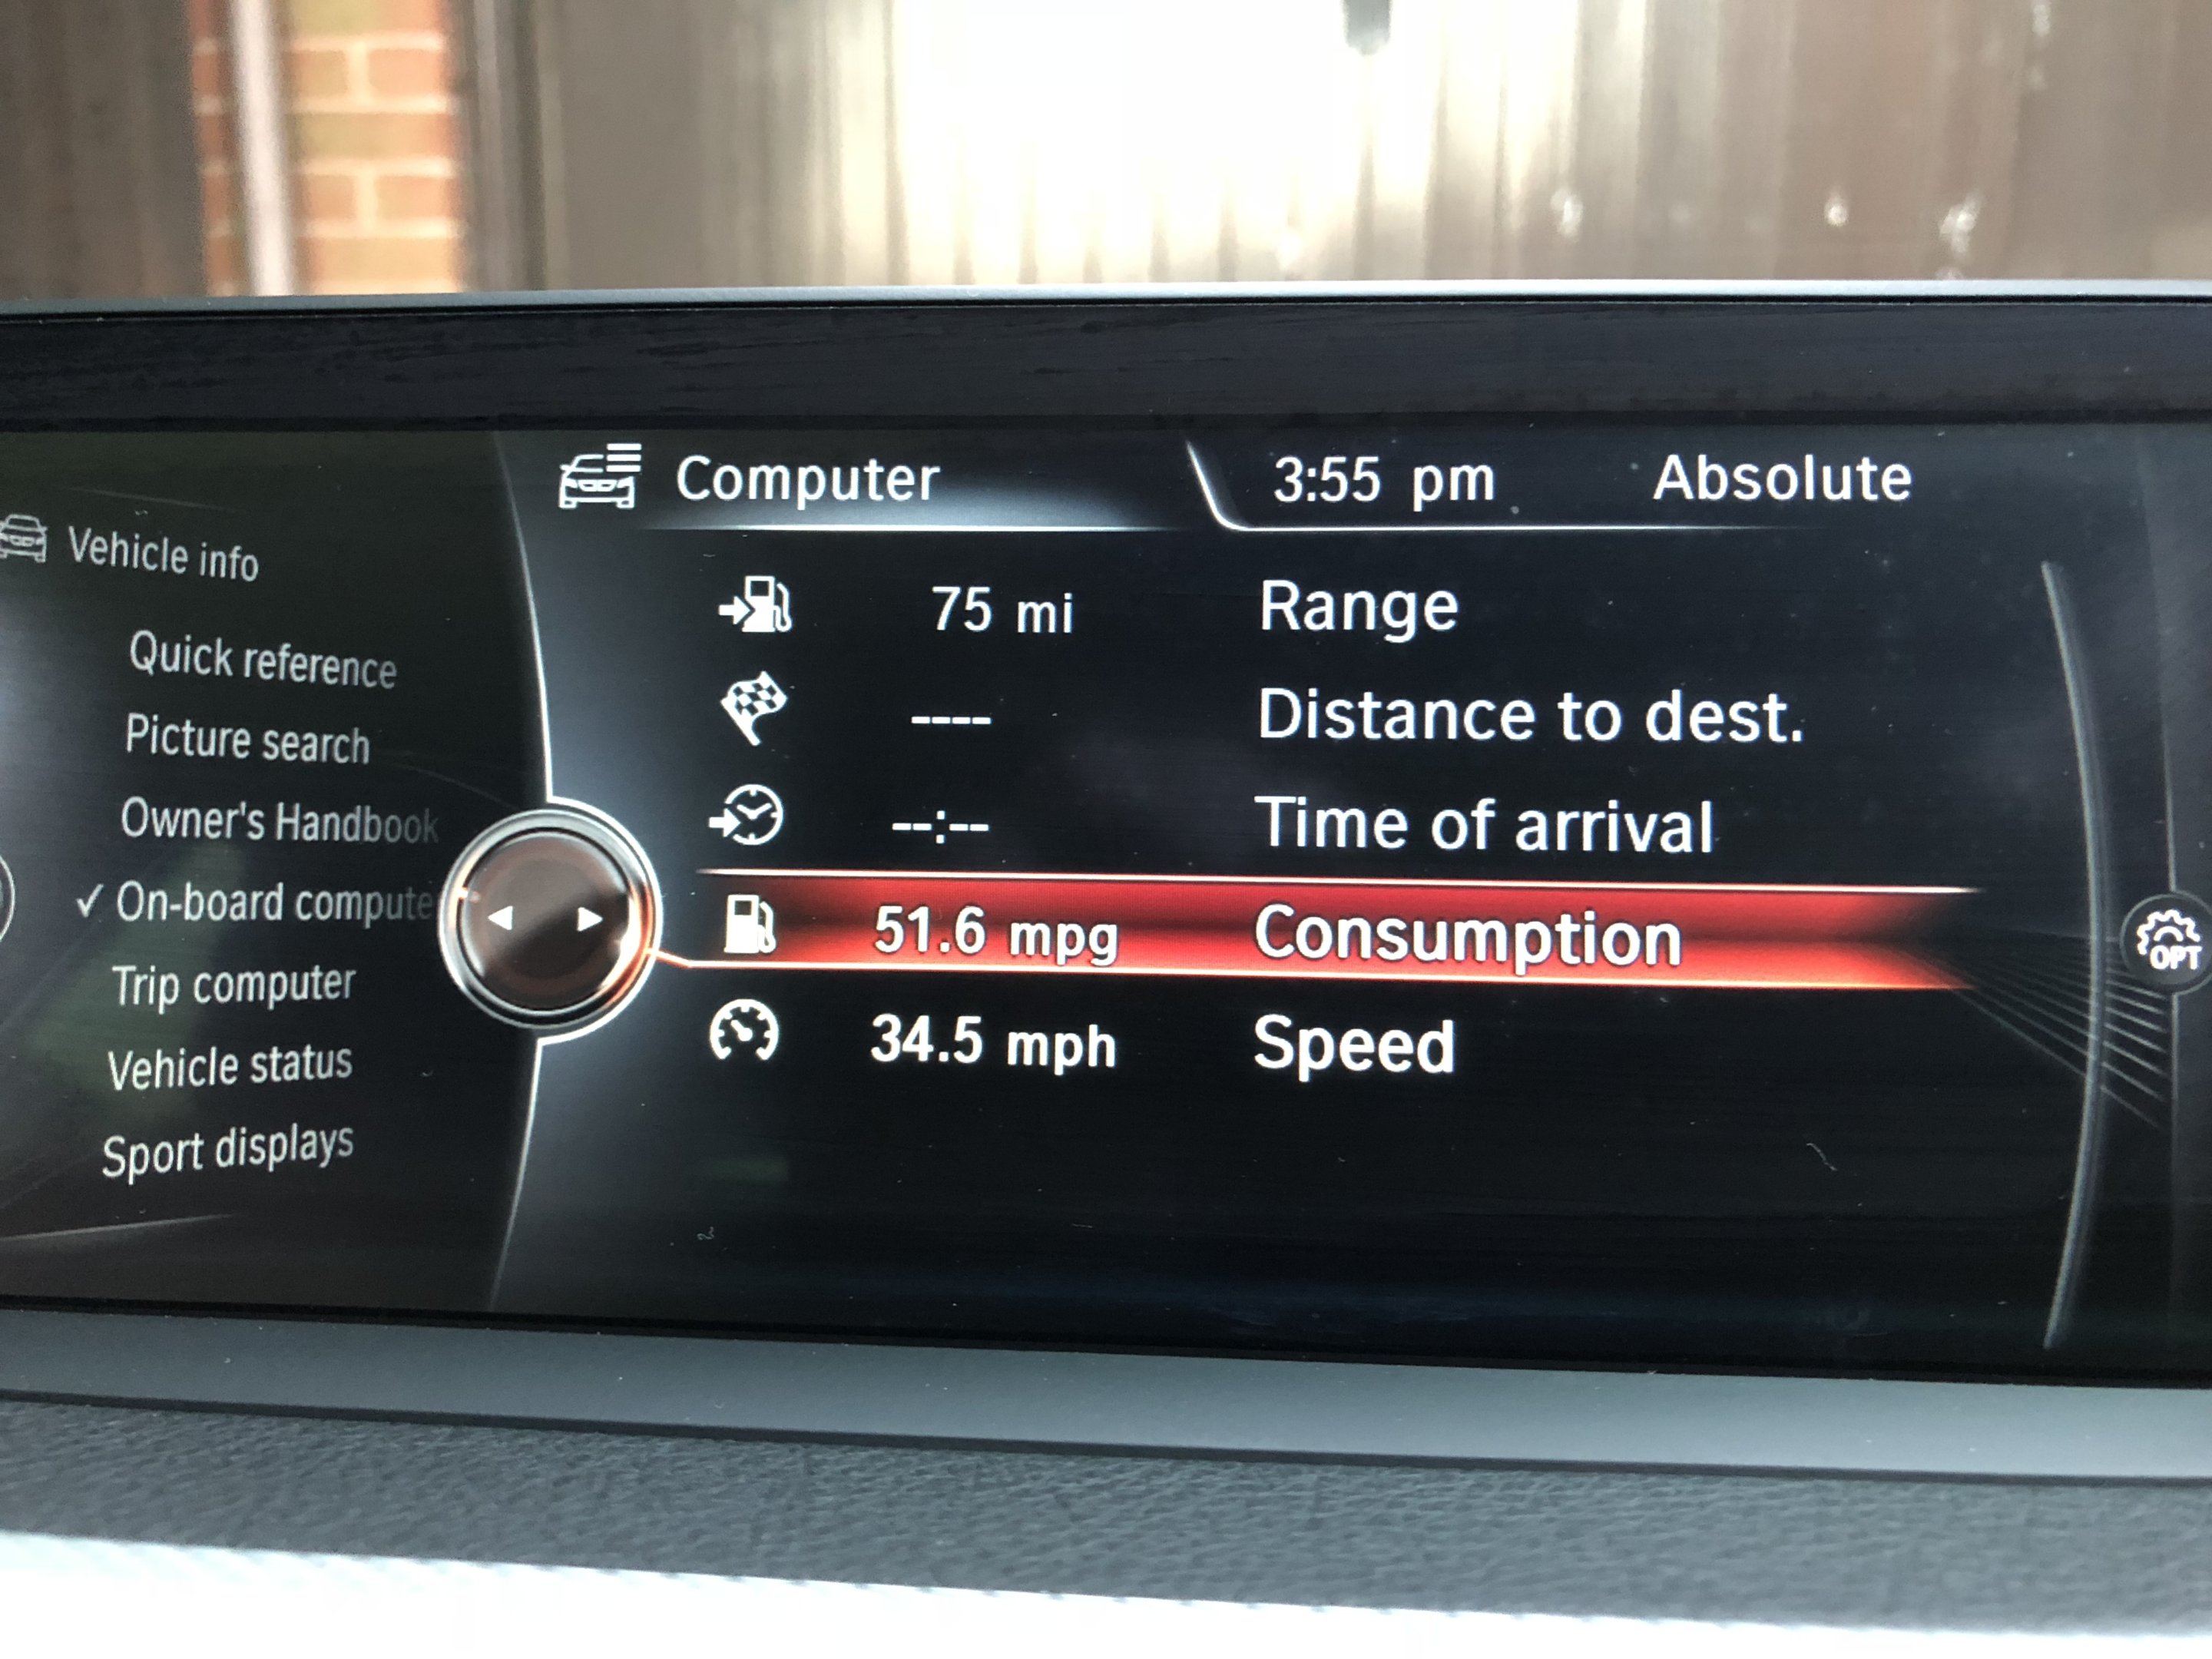 Computer
3:55 pm
Absolute
Vehicle info
Quick reference
Picture search
Owner's Handbook
✓ On-board compute
Trip computer
Vehicle status
Sport displays
75 mi Range
---- Distance to dest.
--:-- Time of arrival
51.6 mpg Consumption
34.5 mph Speed
OPT